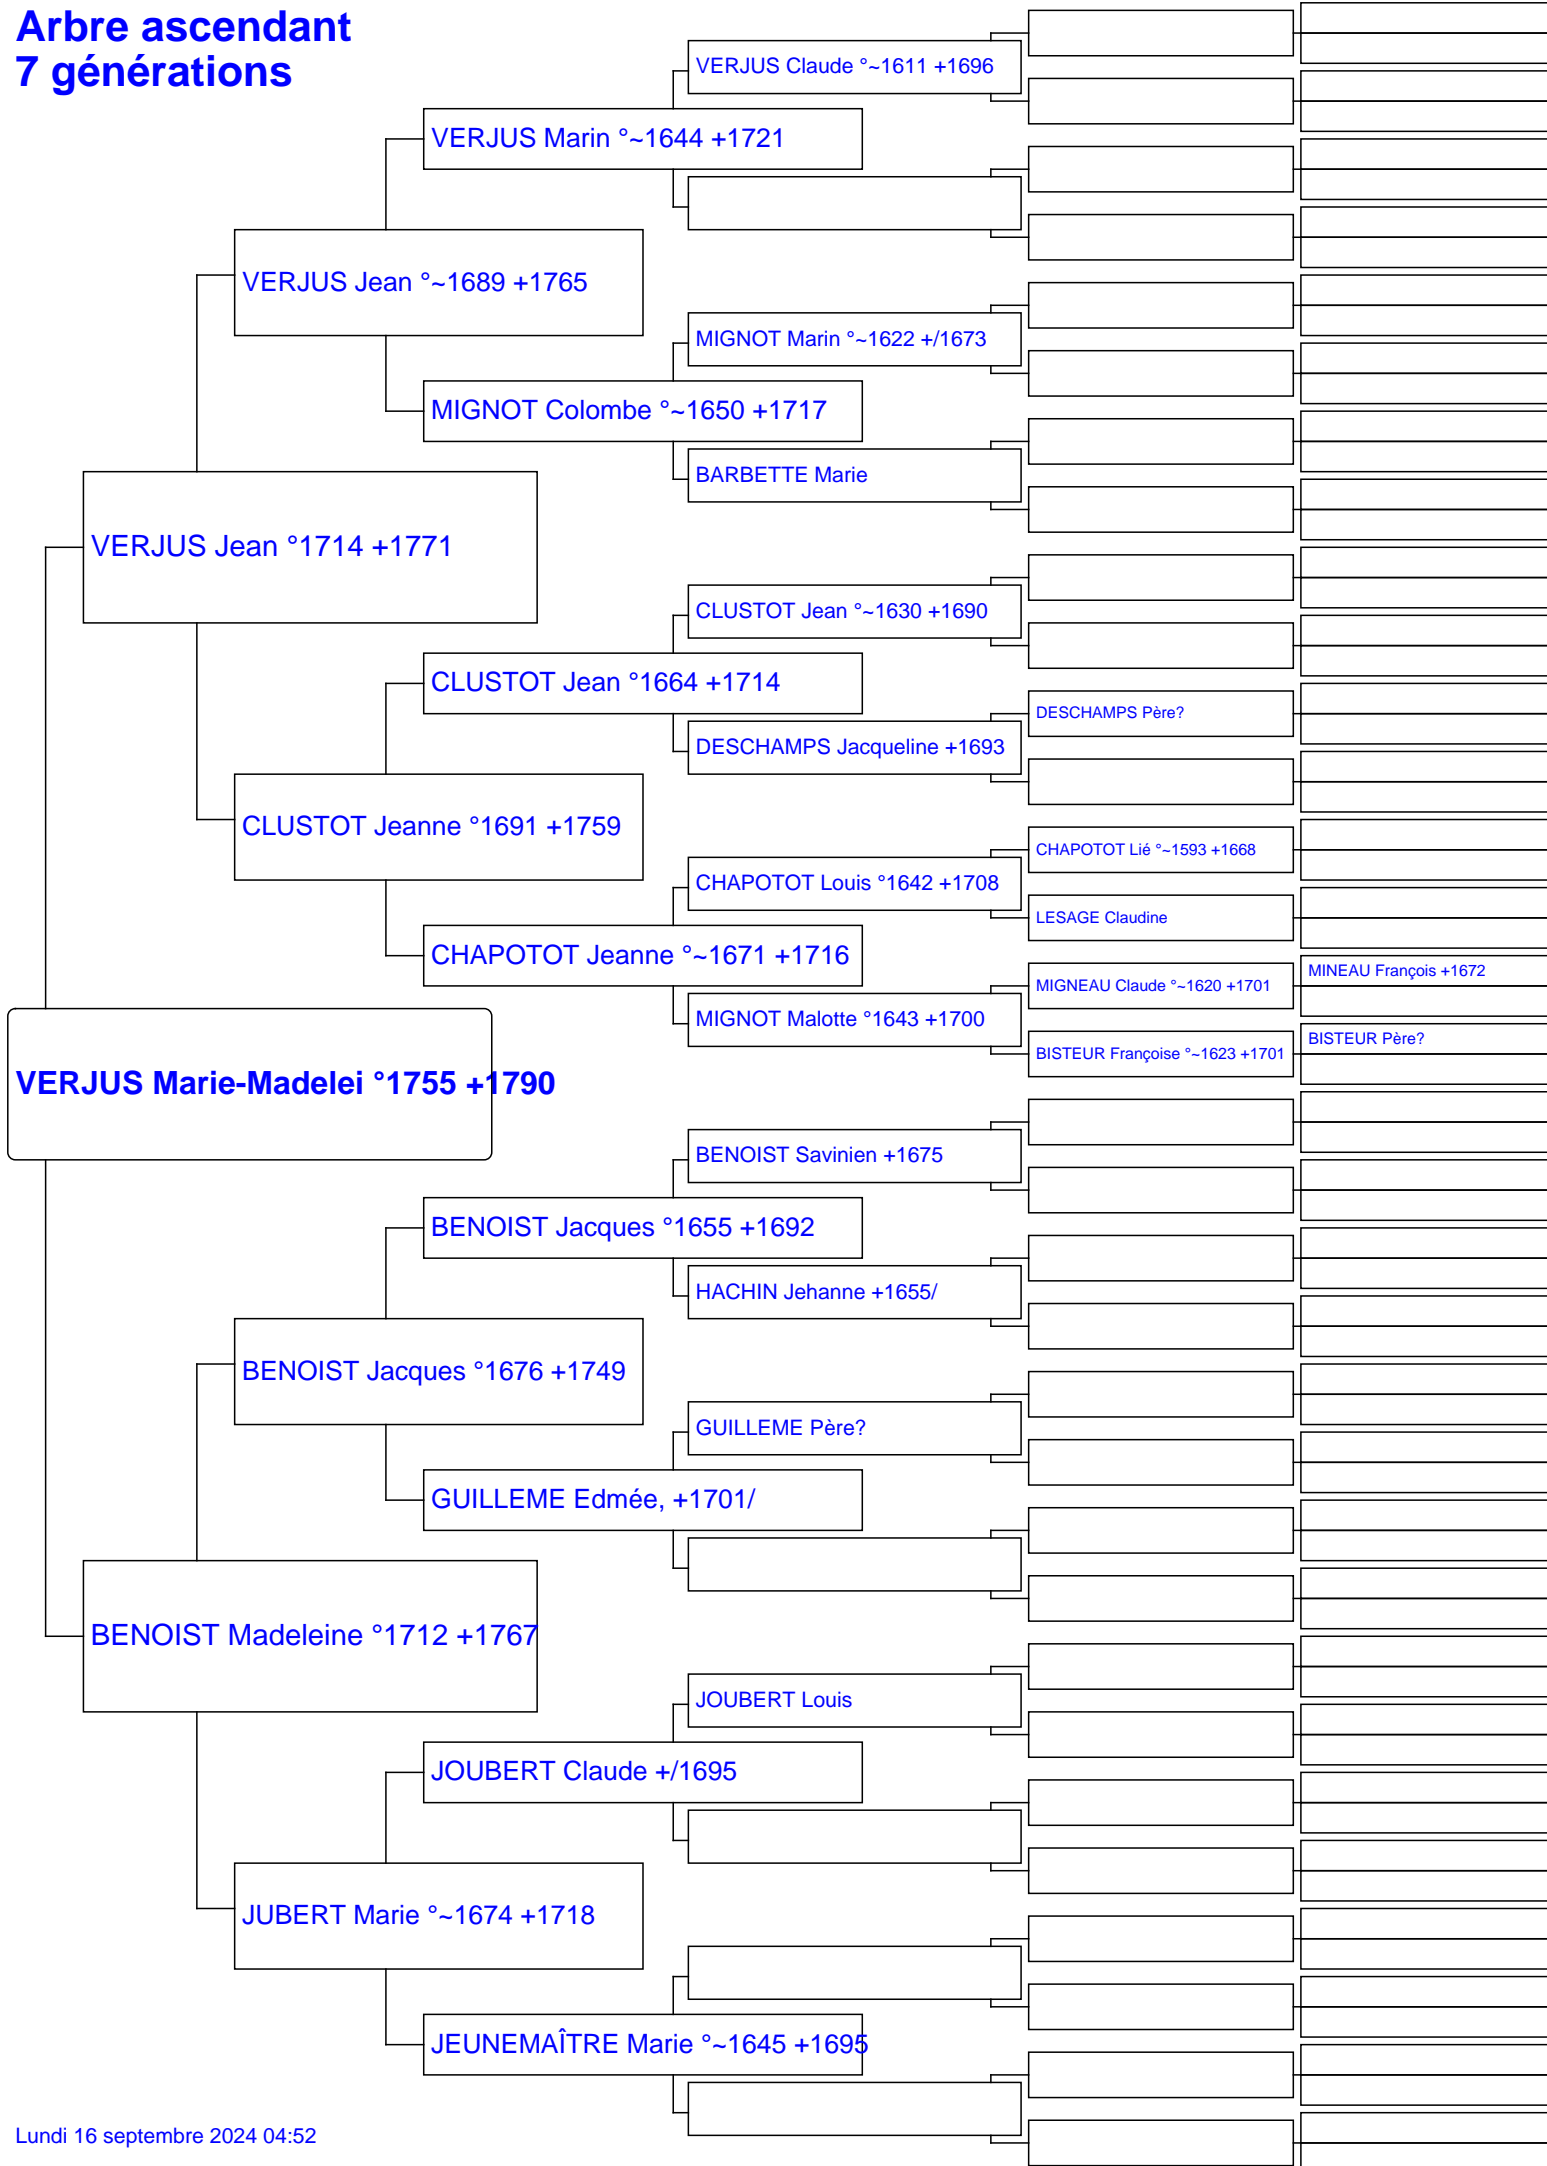 Arbre ascendant
7 générations
VERJUS Claude °~1611 +1696
VERJUS Marin °~1644 +1721
VERJUS Jean °~1689 +1765
MIGNOT Marin °~1622 +/1673
MIGNOT Colombe °~1650 +1717
BARBETTE Marie
VERJUS Jean °1714 +1771
CLUSTOT Jean °~1630 +1690
CLUSTOT Jean °1664 +1714
DESCHAMPS Père?
DESCHAMPS Jacqueline +1693
CLUSTOT Jeanne °1691 +1759
CHAPOTOT Lié °~1593 +1668
CHAPOTOT Louis °1642 +1708
LESAGE Claudine
CHAPOTOT Jeanne °~1671 +1716
MINEAU François +1672
MIGNEAU Claude °~1620 +1701
MIGNOT Malotte °1643 +1700
BISTEUR Père?
BISTEUR Françoise °~1623 +1701
VERJUS Marie-Madelei °1755 +1790
BENOIST Savinien +1675
BENOIST Jacques °1655 +1692
HACHIN Jehanne +1655/
BENOIST Jacques °1676 +1749
GUILLEME Père?
GUILLEME Edmée, +1701/
BENOIST Madeleine °1712 +1767
JOUBERT Louis
JOUBERT Claude +/1695
JUBERT Marie °~1674 +1718
JEUNEMAÎTRE Marie °~1645 +1695
Lundi 16 septembre 2024 04:52